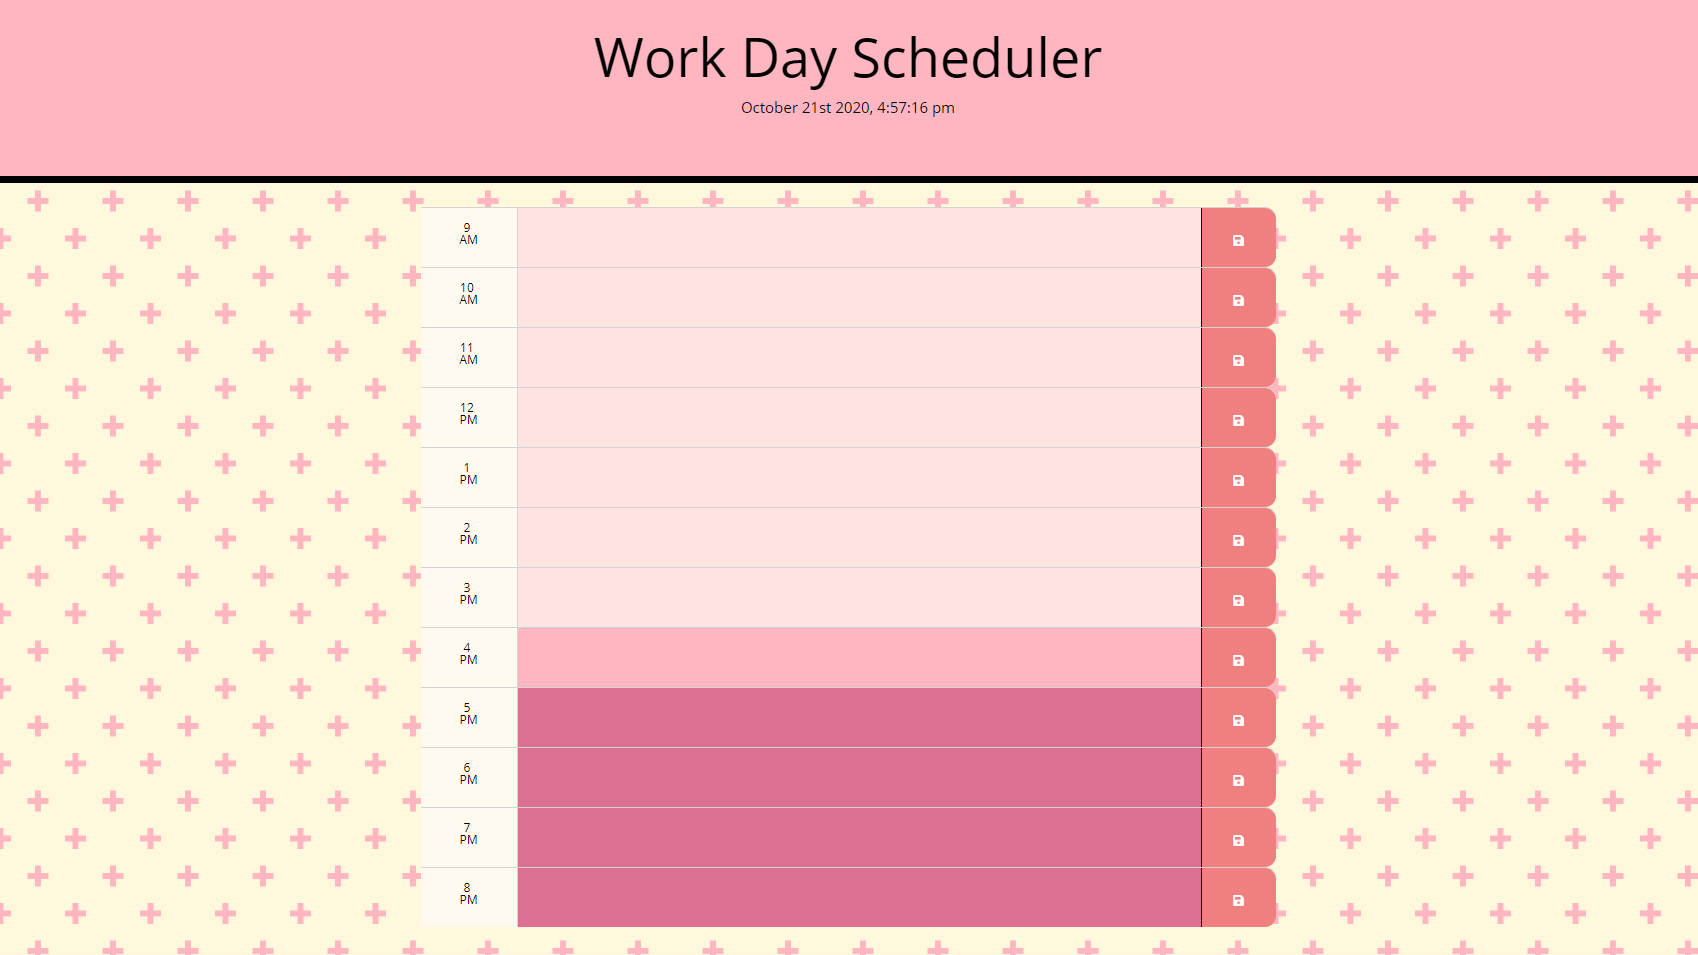 Work Day Scheduler
October 21st 2020, 4:57:16 pm
9
AM
10
AM
11
AM
12
PM
1
PM
2
PM
3
PM
4
PM
5
PM
6
PM
7
PM
8
PM